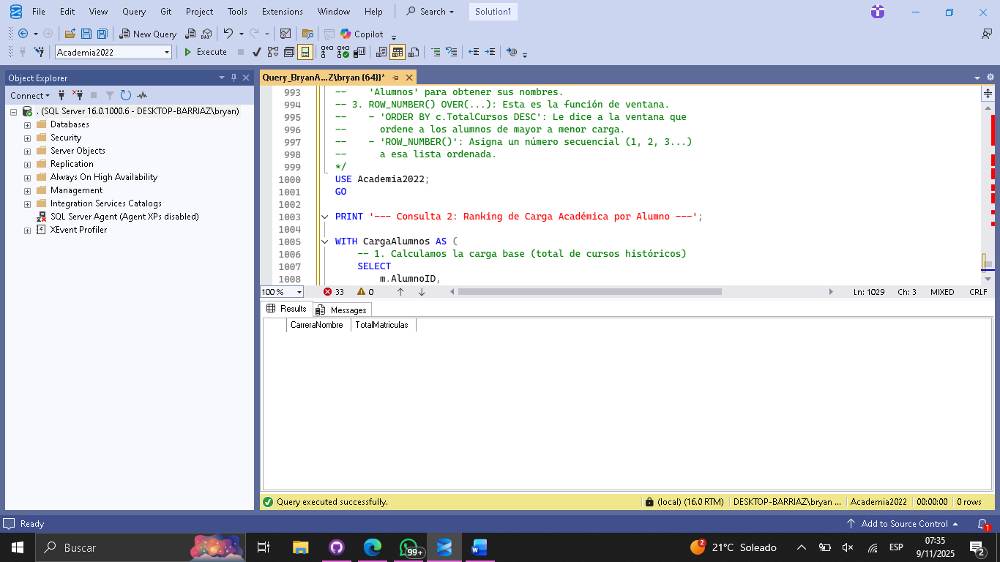 File Edit View Query Git Project Tools Extensions Window Help Search Solution1
New Query Copilot
Academia2022 Execute
Object Explorer
Connect
. (SQL Server 16.0.1000.6 - DESKTOP-BARRIAZ\bryan)
Databases
Security
Server Objects
Replication
Always On High Availability
Management
Integration Services Catalogs
SQL Server Agent (Agent XPs disabled)
XEvent Profiler
Query_BryanA...Z\bryan (64))*
993 -- 'Alumnos' para obtener sus nombres.
994 -- 3. ROW_NUMBER() OVER(...): Esta es la función de ventana.
995 -- - 'ORDER BY c.TotalCursos DESC': Le dice a la ventana que
996 -- ordene a los alumnos de mayor a menor carga.
997 -- - 'ROW_NUMBER()': Asigna un número secuencial (1, 2, 3...)
998 -- a esa lista ordenada.
999 */
1000 USE Academia2022;
1001 GO
1002
1003 PRINT '--- Consulta 2: Ranking de Carga Académica por Alumno ---';
1004
1005 WITH CargaAlumnos AS (
1006 -- 1. Calculamos la carga base (total de cursos históricos)
1007 SELECT
1008 m.AlumnoID,
100 % 33 0 Ln: 1029 Ch: 3 MIXED CRLF
Results Messages
CarreraNombre TotalMatriculas
Query executed successfully. (local) (16.0 RTM) DESKTOP-BARRIAZ\bryan ... Academia2022 00:00:00 0 rows
Ready Add to Source Control 1
Buscar 99+ 2 21°C Soleado ESP 07:35
9/11/2025 2